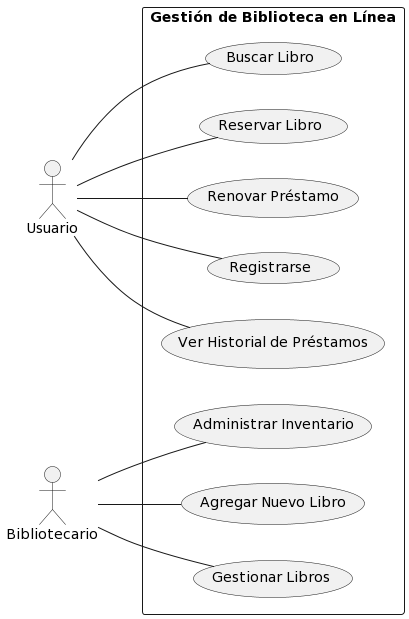 Gestión de Biblioteca en Línea
Buscar Libro
Reservar Libro
Renovar Préstamo
Usuario
Registrarse
Ver Historial de Préstamos
Administrar Inventario
Agregar Nuevo Libro
Bibliotecario
Gestionar Libros